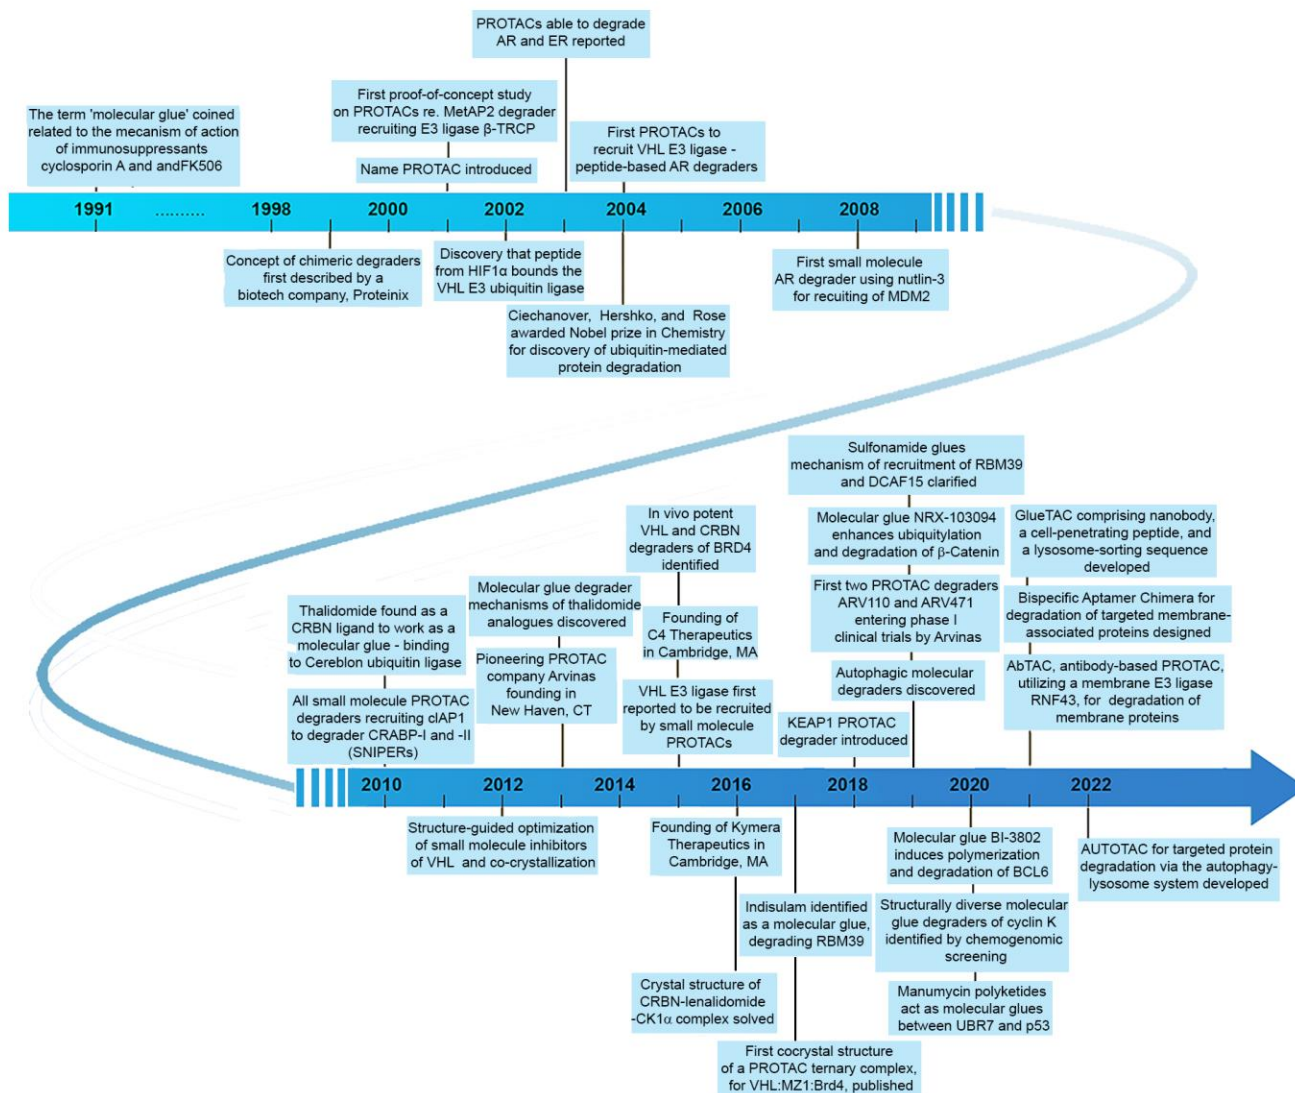 PROTACs able to degrade
AR and ER reported
First proof-of-concept study
on PROTACs re. MetAP2 degrader
recruiting E3 ligase β-TRCP
The term 'molecular glue' coined
related to the mecanism of action
of immunosuppressants
cyclosporin A and andFK506
First PROTACs to
recruit VHL E3 ligase -
peptide-based AR degraders
Name PROTAC introduced
1991 .......... 1998 2000 2002 2004 2006 2008
Concept of chimeric degraders
first described by a
biotech company, Proteinix
Discovery that peptide
from HIF1α bounds the
VHL E3 ubiquitin ligase
First small molecule
AR degrader using nutlin-3
for recuiting of MDM2
Ciechanover, Hershko, and Rose
awarded Nobel prize in Chemistry
for discovery of ubiquitin-mediated
protein degradation
Sulfonamide glues
mechanism of recruitment of RBM39
and DCAF15 clarified
In vivo potent
VHL and CRBN
degraders of BRD4
identified
Molecular glue NRX-103094
enhances ubiquitylation
and degradation of β-Catenin
GlueTAC comprising nanobody,
a cell-penetrating peptide, and
a lysosome-sorting sequence
developed
Molecular glue degrader
mechanisms of thalidomide
analogues discovered
First two PROTAC degraders
ARV110 and ARV471
entering phase I
clinical trials by Arvinas
Bispecific Aptamer Chimera for
degradation of targeted membrane-
associated proteins designed
Thalidomide found as a
CRBN ligand to work as a
molecular glue - binding
to Cereblon ubiquitin ligase
Founding of
C4 Therapeutics
in Cambridge, MA
Pioneering PROTAC
company Arvinas
founding in
New Haven, CT
Autophagic molecular
degraders discovered
AbTAC, antibody-based PROTAC,
utilizing a membrane E3 ligase
RNF43, for degradation of
membrane proteins
All small molecule PROTAC
degraders recruiting cIAP1
to degrader CRABP-I and -II
(SNIPERs)
VHL E3 ligase first
reported to be recruited
by small molecule
PROTACs
KEAP1 PROTAC
degrader introduced
2010 2012 2014 2016 2018 2020 2022
Structure-guided optimization
of small molecule inhibitors
of VHL and co-crystallization
Founding of Kymera
Therapeutics in
Cambridge, MA
Molecular glue BI-3802
induces polymerization
and degradation of BCL6
AUTOTAC for targeted protein
degradation via the autophagy-
lysosome system developed
Indisulam identified
as a molecular glue,
degrading RBM39
Structurally diverse molecular
glue degraders of cyclin K
identified by chemogenomic
screening
Crystal structure of
CRBN-lenalidomide
-CK1α complex solved
Manumycin polyketides
act as molecular glues
between UBR7 and p53
First cocrystal structure
of a PROTAC ternary complex,
for VHL:MZ1:Brd4, published